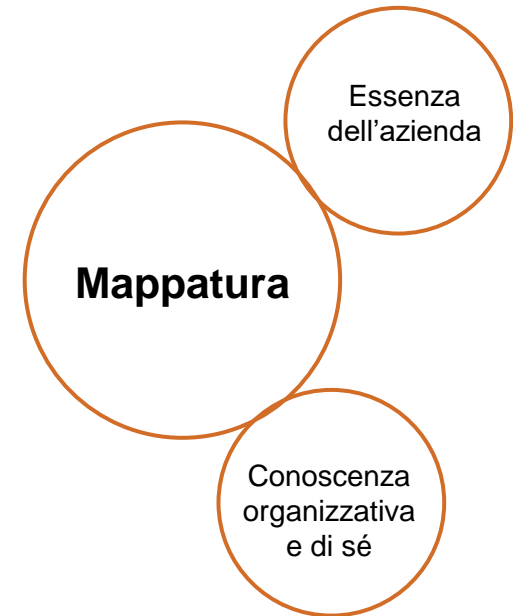 Essenza
dell’azienda
Mappatura
Conoscenza
organizzativa
e di sé